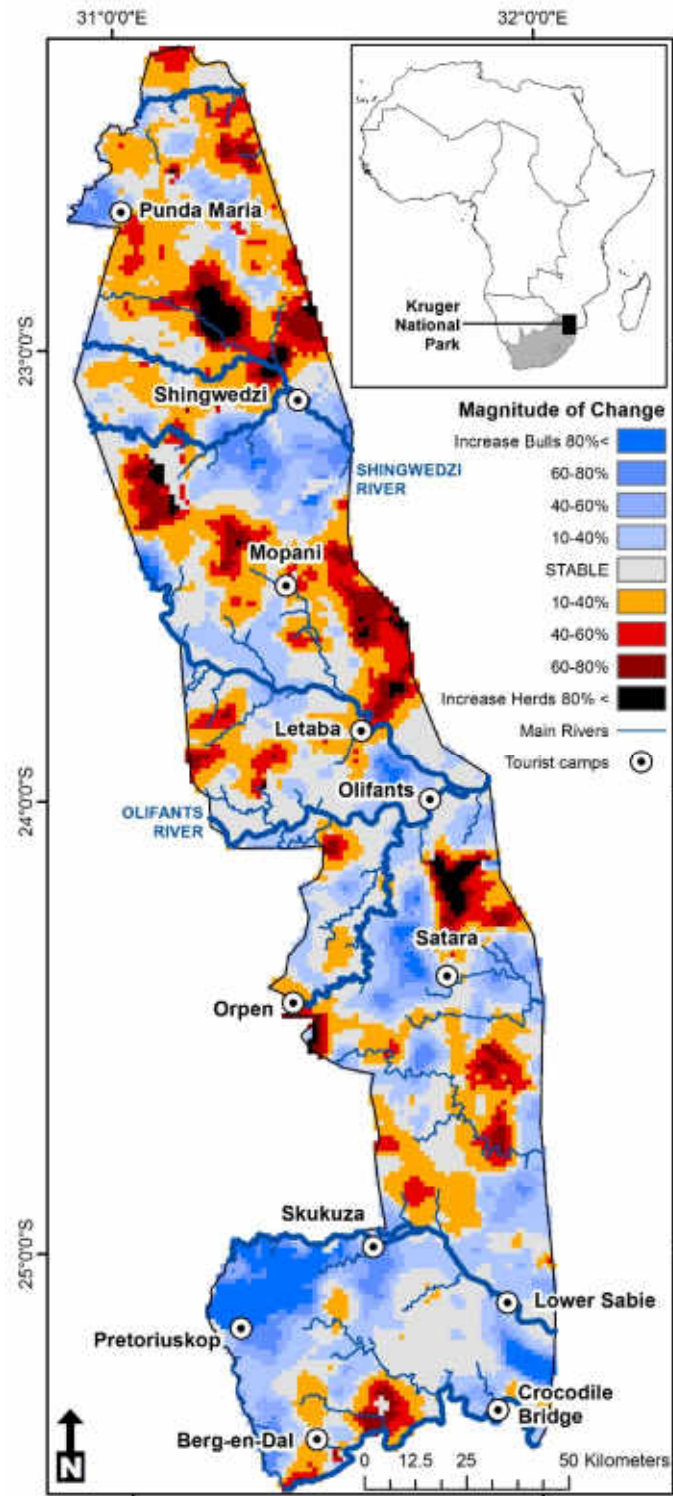 31°0'0"E
32°0'0"E
Punda Maria
Kruger
National
Park
23°0'0"S
Shingwedzi
Magnitude of Change
Increase Bulls 80%<
60-80%
40-60%
10-40%
STABLE
10-40%
40-60%
60-80%
Increase Herds 80% <
Main Rivers
Tourist camps
SHINGWEDZI
RIVER
Mopani
Letaba
Olifants
24°0'0"S
OLIFANTS
RIVER
Satara
Orpen
Skukuza
25°0'0"S
Lower Sabie
Pretoriuskop
Crocodile
Bridge
Berg-en-Dal
N
0 12.5 25 50 Kilometers